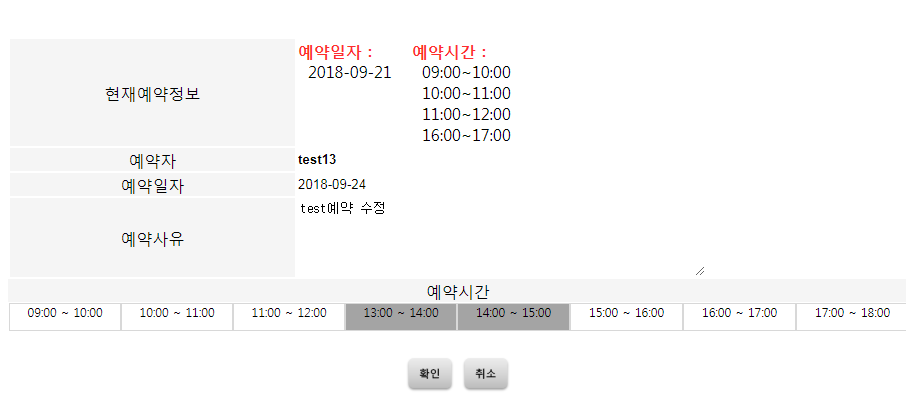 예약일자 : 예약시간 :
현재예약정보 2018-09-21 09:00~10:00
10:00~11:00
11:00~12:00
16:00~17:00
예약자 test13
예약일자 2018-09-24
예약사유 test예약 수정
예약시간
09:00 ~ 10:00 10:00 ~ 11:00 11:00 ~ 12:00 13:00 ~ 14:00 14:00 ~ 15:00 15:00 ~ 16:00 16:00 ~ 17:00 17:00 ~ 18:00
확인 취소